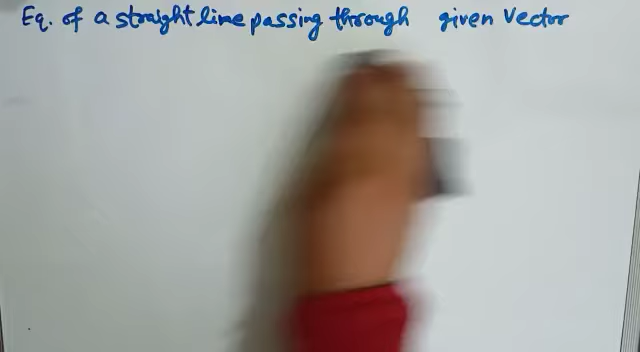 Eq. of a straight line passing through given Vector